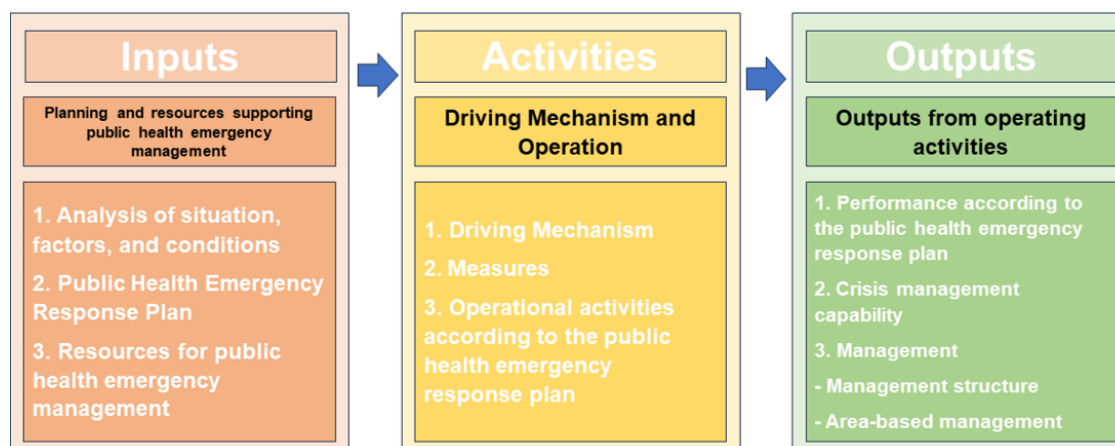 Inputs
Planning and resources supporting
public health emergency
management
1. Analysis of situation,
factors, and conditions
2. Public Health Emergency
Response Plan
3. Resources for public
health emergency
management
Activities
Driving Mechanism and
Operation
1. Driving Mechanism
2. Measures
3. Operational activities
according to the public
health emergency
response plan
Outputs
Outputs from operating
activities
1. Performance according to
the public health emergency
response plan
2. Crisis management
capability
3. Management
- Management structure
- Area-based management